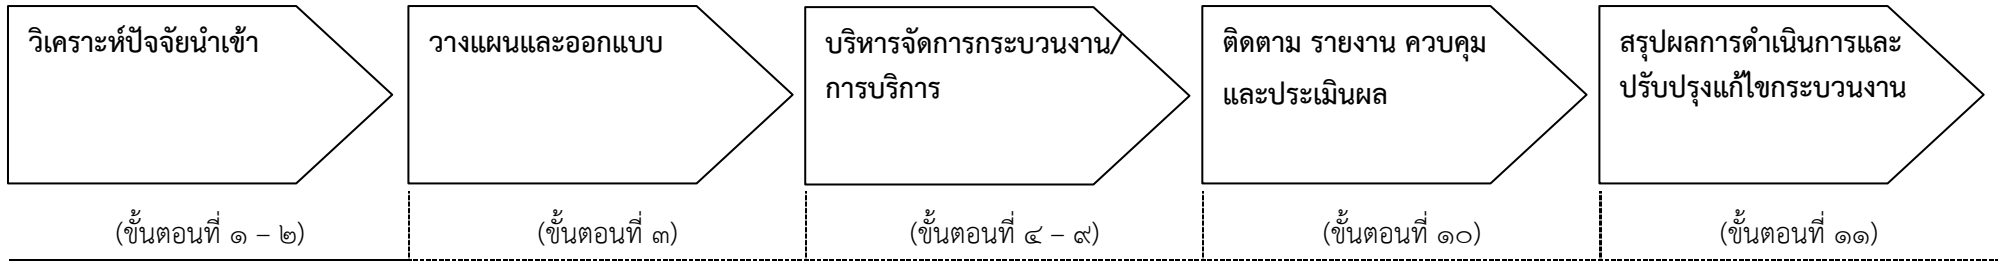 วิเคราะห์ปัจจัยนำเข้า
วางแผนและออกแบบ
บริหารจัดการกระบวนงาน/
การบริการ
ติดตาม รายงาน ควบคุม
และประเมินผล
สรุปผลการดำเนินการและ
ปรับปรุงแก้ไขกระบวนงาน
(ขั้นตอนที่ ๑ – ๒)
(ขั้นตอนที่ ๓)
(ขั้นตอนที่ ๔ – ๙)
(ขั้นตอนที่ ๑๐)
(ขั้นตอนที่ ๑๑)